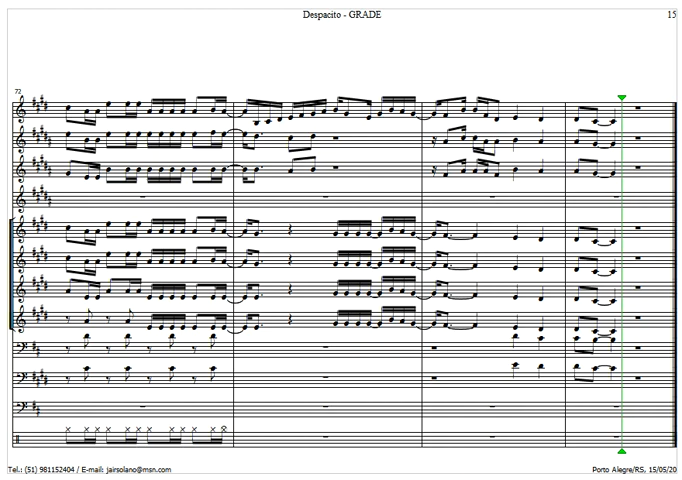 Despacito - GRADE
15
72
Tel.: (51) 981152404 / E-mail: jairsolano@msn.com
Porto Alegre/RS, 15/05/20